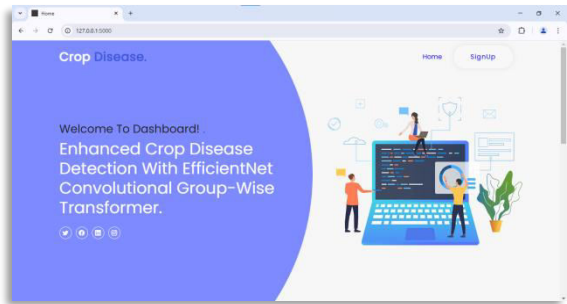 Home
127.0.0.1:5000
Crop Disease.
Home
SignUp
Welcome To Dashboard! .
Enhanced Crop Disease
Detection With EfficientNet
Convolutional Group-Wise
Transformer.